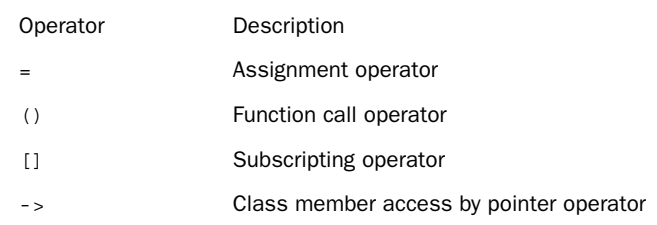 Operator Description
= Assignment operator
() Function call operator
[] Subscripting operator
-> Class member access by pointer operator